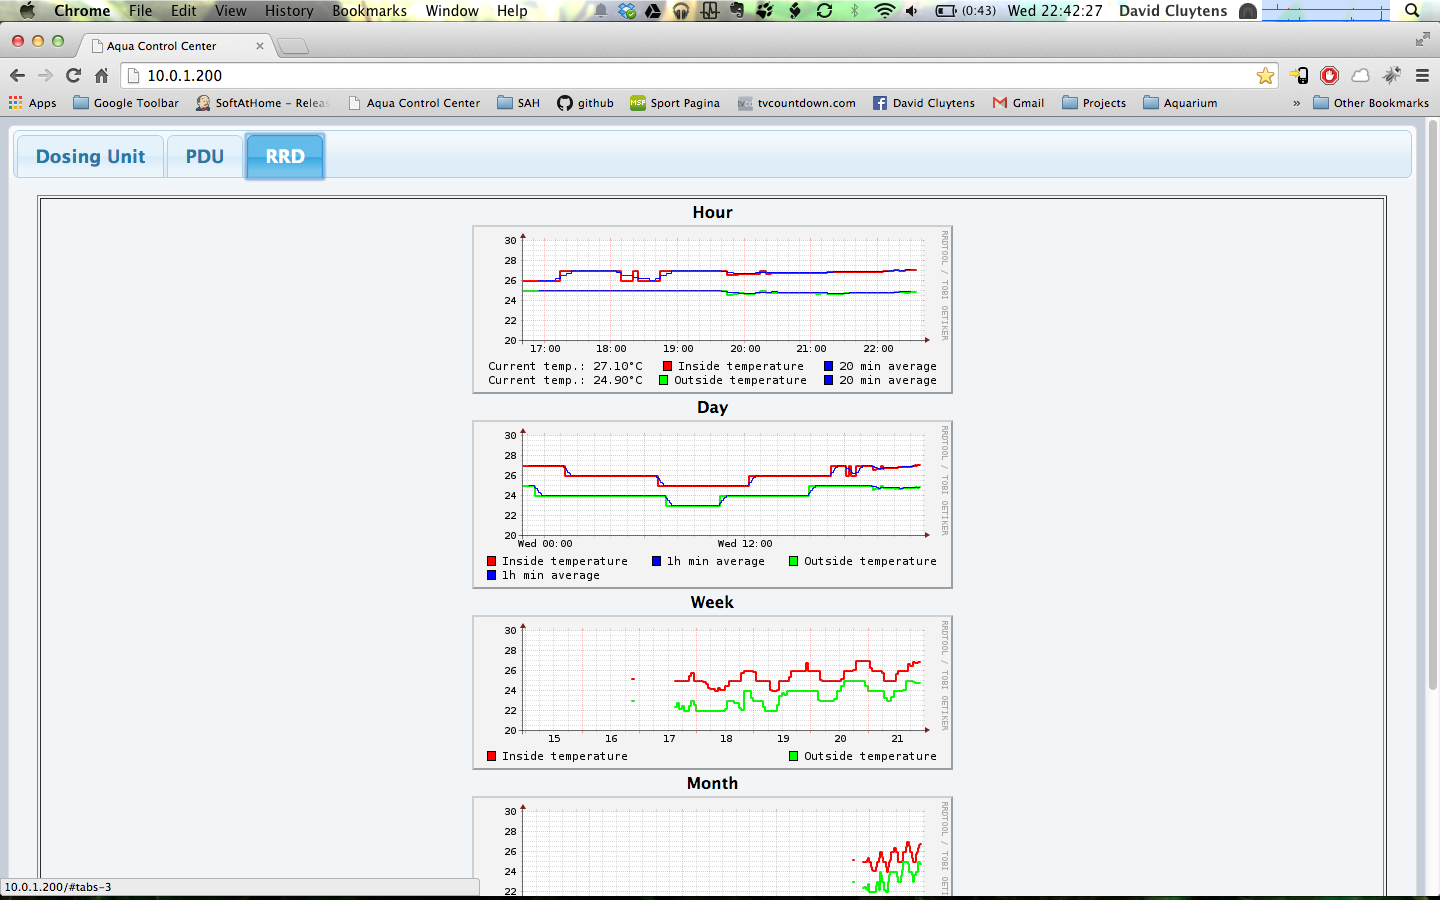 Chrome File Edit View History Bookmarks Window Help (0:43) Wed 22:42:27 David Cluytens
Aqua Control Center
10.0.1.200
Apps Google Toolbar SoftAtHome – Releas Aqua Control Center SAH github MSP Sport Pagina tvcountdown.com David Cluytens Gmail Projects Aquarium » Other Bookmarks
Dosing Unit PDU RRD
Hour
30
28
26
24
22
20
17:00 18:00 19:00 20:00 21:00 22:00
Current temp.: 27.10°C Inside temperature 20 min average
Current temp.: 24.90°C Outside temperature 20 min average
RRDTOOL / TOBI OETIKER
Day
30
28
26
24
22
20
Wed 00:00 Wed 12:00
Inside temperature 1h min average Outside temperature
1h min average
RRDTOOL / TOBI OETIKER
Week
30
28
26
24
22
20
15 16 17 18 19 20 21
Inside temperature Outside temperature
RRDTOOL / TOBI OETIKER
Month
30
28
26
24
22
RRDTOOL / TOBI OETIKER
10.0.1.200/#tabs-3